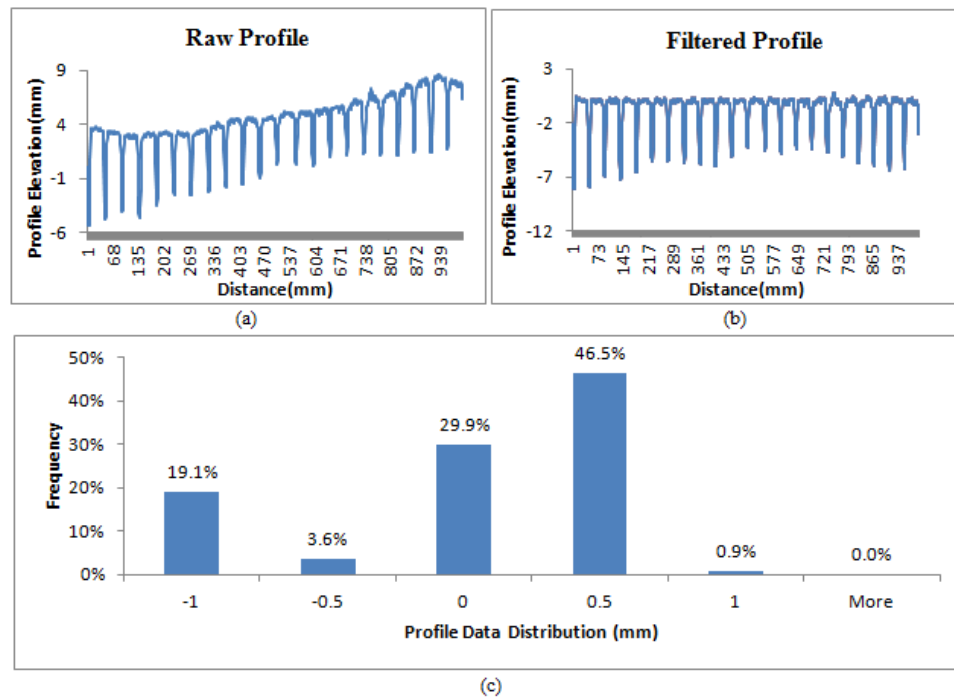 Raw Profile
Profile Elevation(mm)
9
4
-1
-6
1 68 135 202 269 336 403 470 537 604 671 738 805 872 939
Distance(mm)
(a)
Filtered Profile
Profile Elevation(mm)
3
-2
-7
-12
1 73 145 217 289 361 433 505 577 649 721 793 865 937
Distance(mm)
(b)
Frequency
50%
40%
30%
20%
10%
0%
19.1%
3.6%
29.9%
46.5%
0.9%
0.0%
-1 -0.5 0 0.5 1 More
Profile Data Distribution (mm)
(c)